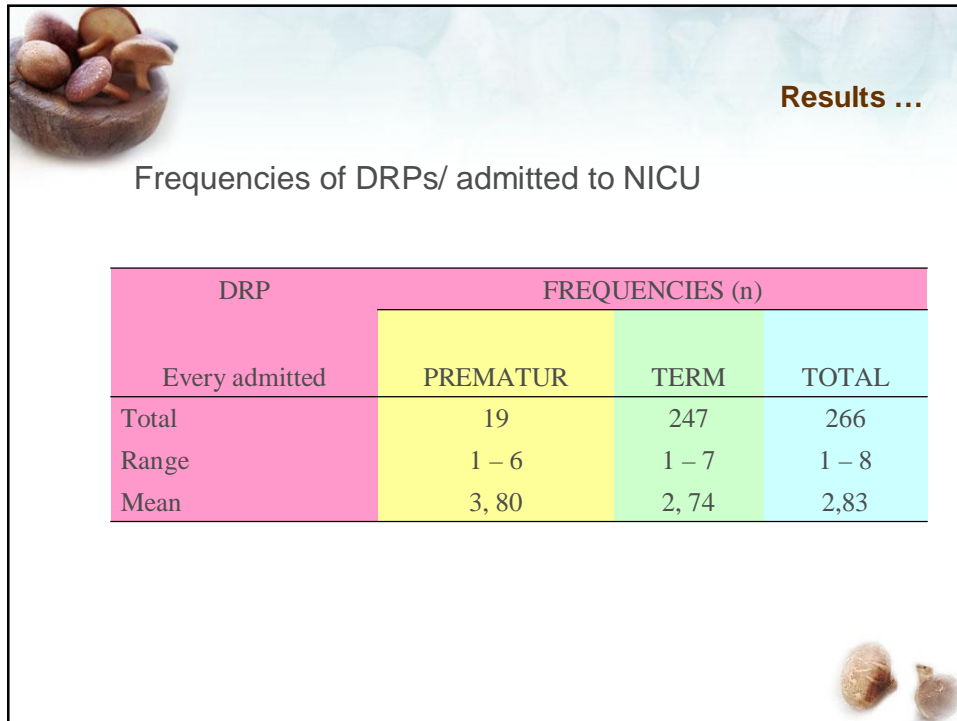 Results …
Frequencies of DRPs/ admitted to NICU
DRP FREQUENCIES (n)
Every admitted PREMATUR TERM TOTAL
Total 19 247 266
Range 1 – 6 1 – 7 1 – 8
Mean 3, 80 2, 74 2,83